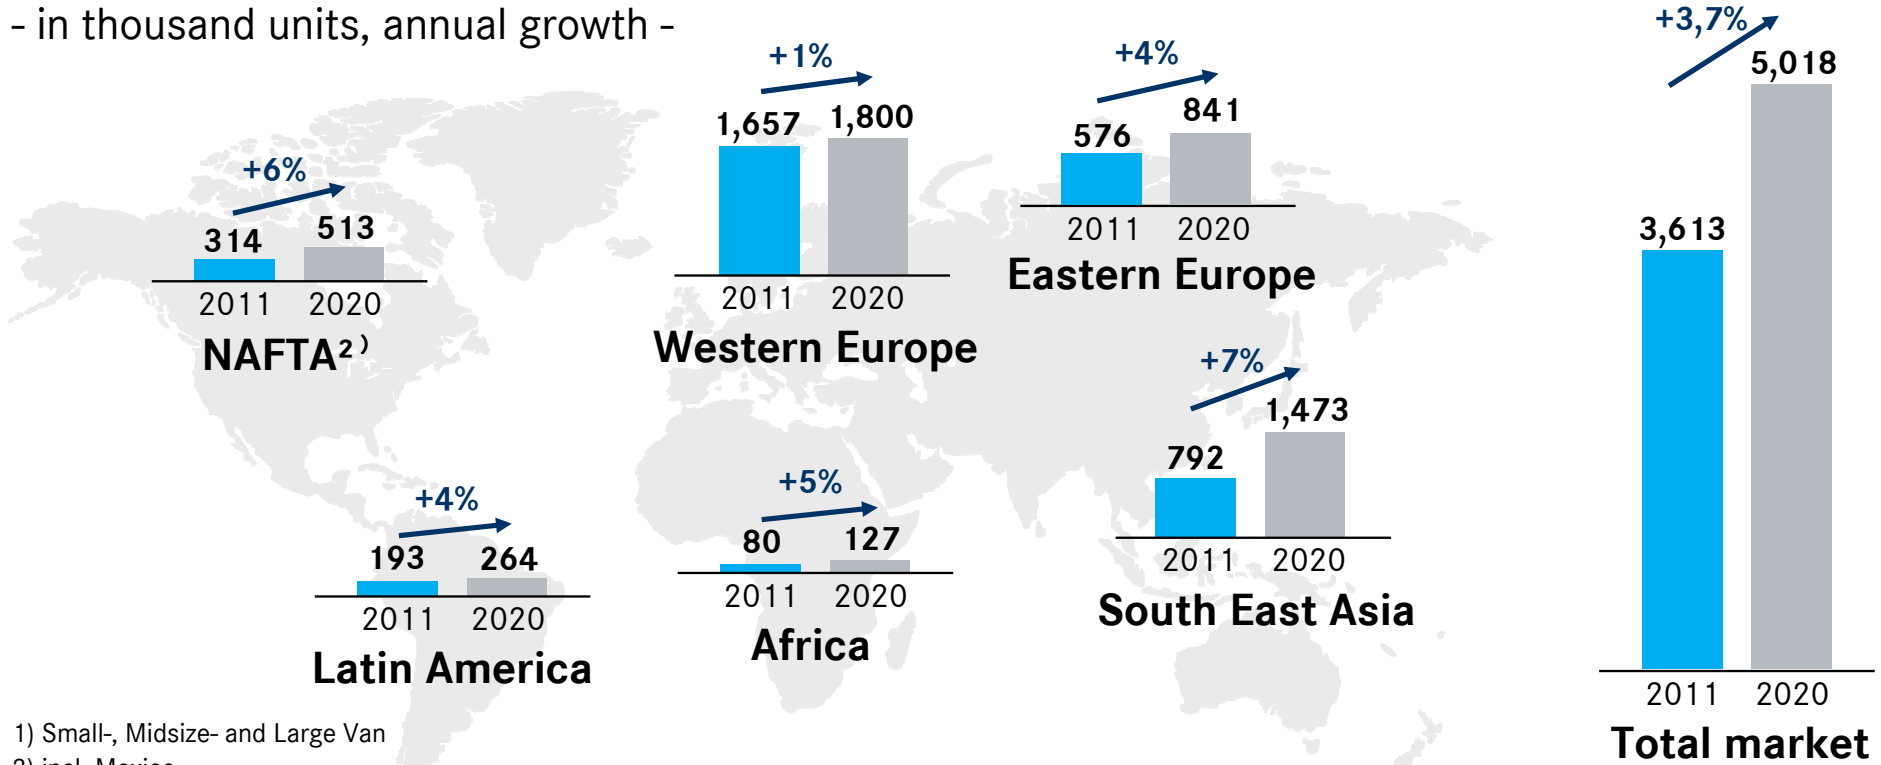 - in thousand units, annual growth -
+6%
314 513
2011 2020
NAFTA²⁾
+1%
1,657 1,800
2011 2020
Western Europe
+4%
576 841
2011 2020
Eastern Europe
+4%
193 264
2011 2020
Latin America
+5%
80 127
2011 2020
Africa
+7%
792 1,473
2011 2020
South East Asia
+3,7%
3,613 5,018
2011 2020
Total market
1) Small-, Midsize- and Large Van
2) incl. Mexico